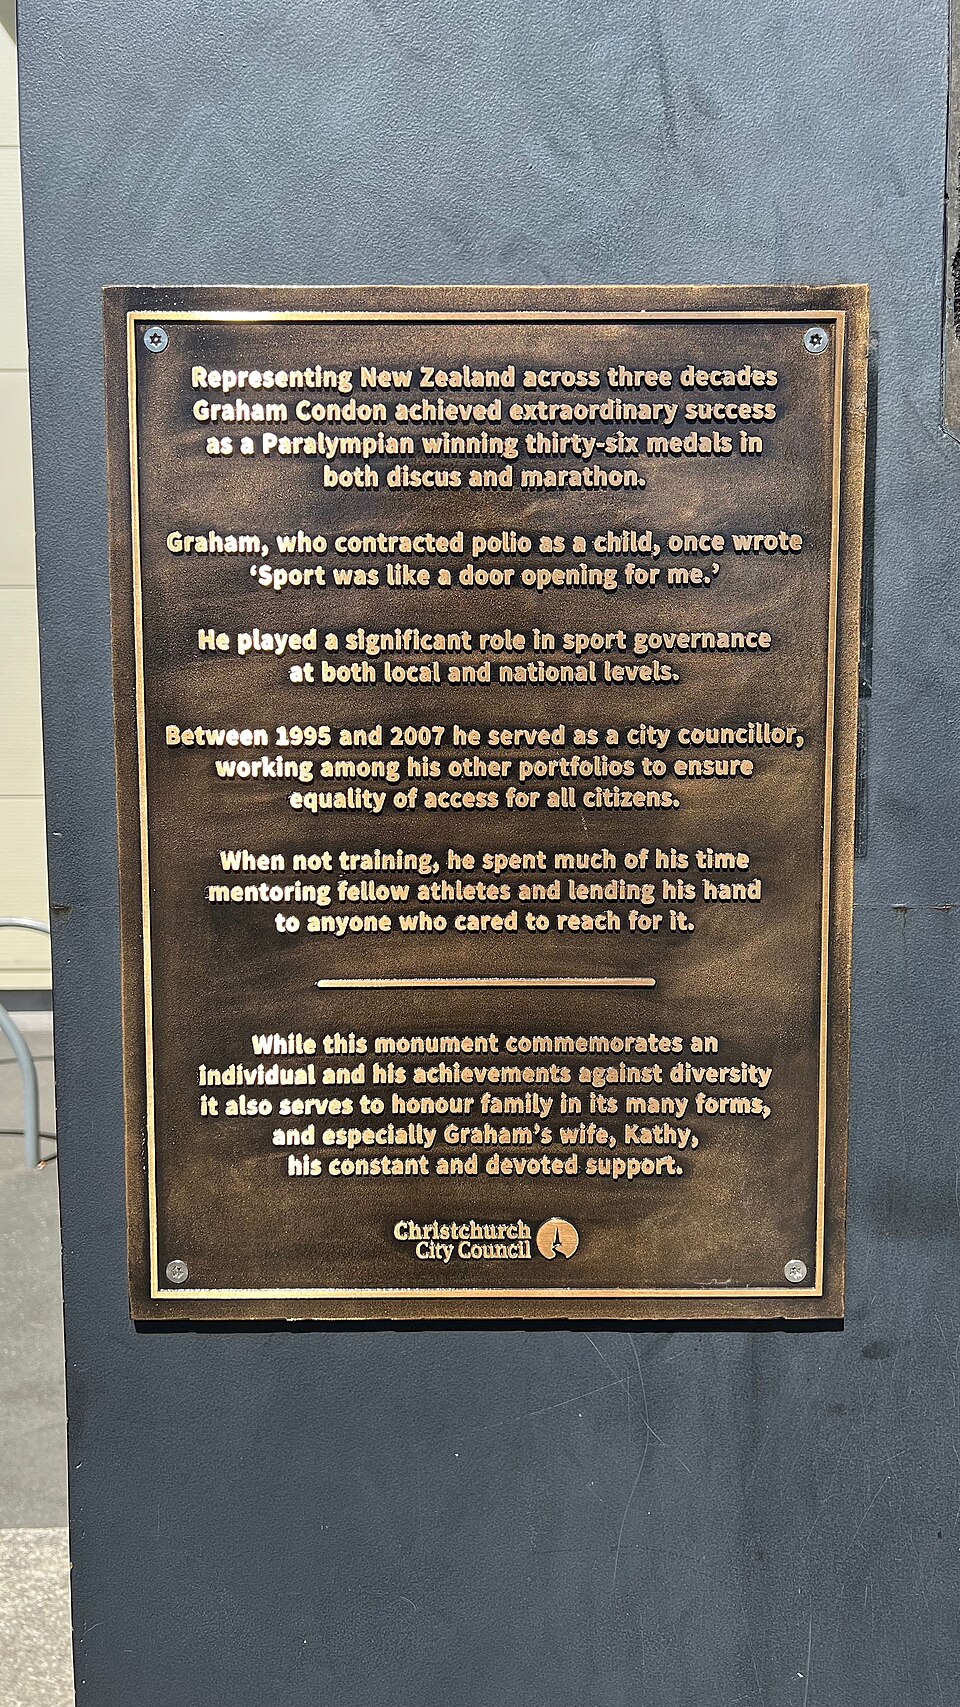 Representing New Zealand across three decades
Graham Condon achieved extraordinary success
as a Paralympian winning thirty-six medals in
both discus and marathon.
Graham, who contracted polio as a child, once wrote
‘Sport was like a door opening for me.’
He played a significant role in sport governance
at both local and national levels.
Between 1995 and 2007 he served as a city councillor,
working among his other portfolios to ensure
equality of access for all citizens.
When not training, he spent much of his time
mentoring fellow athletes and lending his hand
to anyone who cared to reach for it.
While this monument commemorates an
individual and his achievements against diversity
it also serves to honour family in its many forms,
and especially Graham’s wife, Kathy,
his constant and devoted support.
Christchurch
City Council